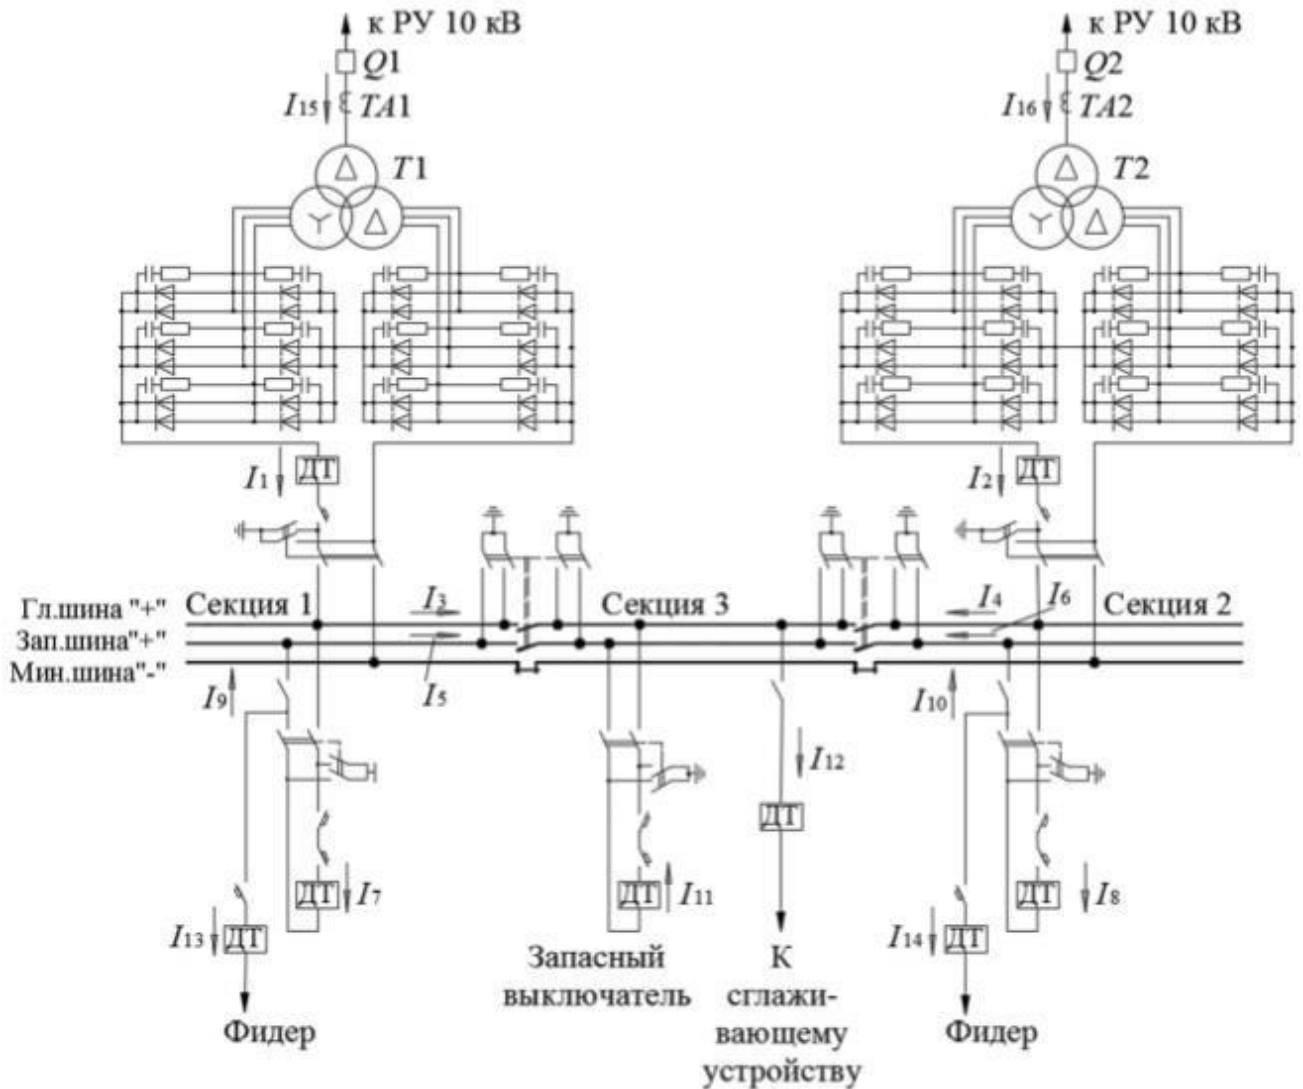 к РУ 10 кВ
к РУ 10 кВ
Q1
Q2
I15
TA1
I16
TA2
T1
T2
I1
ДТ
I2
ДТ
Гл.шина "+"
Секция 1
I3
Секция 3
I4
I6
Секция 2
Зап.шина"+"
Мин.шина"-"
I9
I5
I10
I12
ДТ
ДТ
I7
ДТ
I11
ДТ
I8
I13
ДТ
I14
ДТ
Запасный
выключатель
К
сглажи-
вающему
устройству
Фидер
Фидер